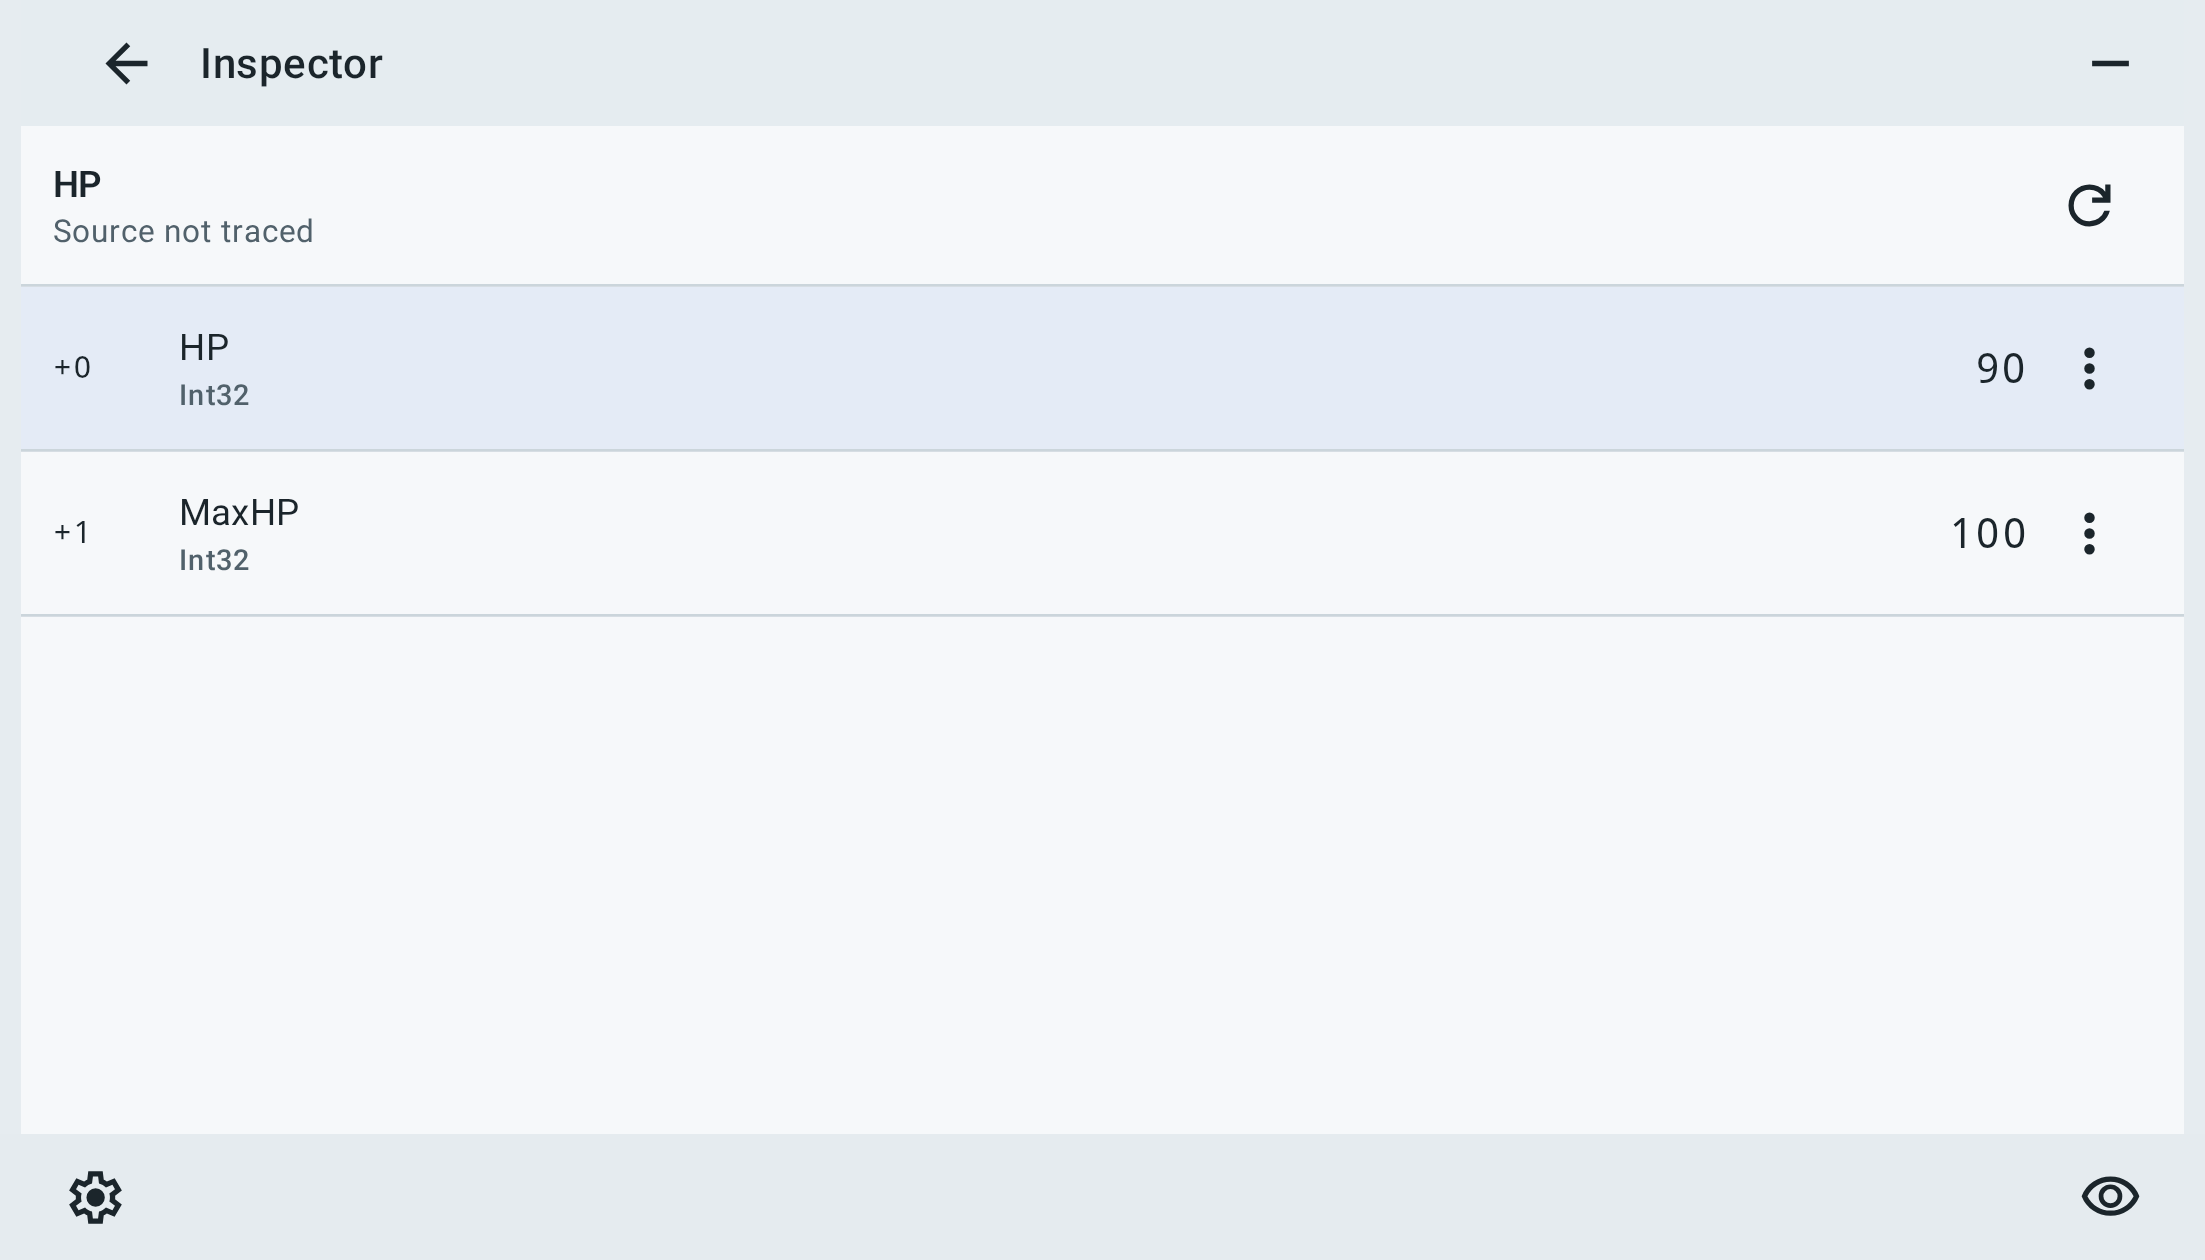 Inspector
HP
Source not traced
+0
HP
Int32
90
+1
MaxHP
Int32
100